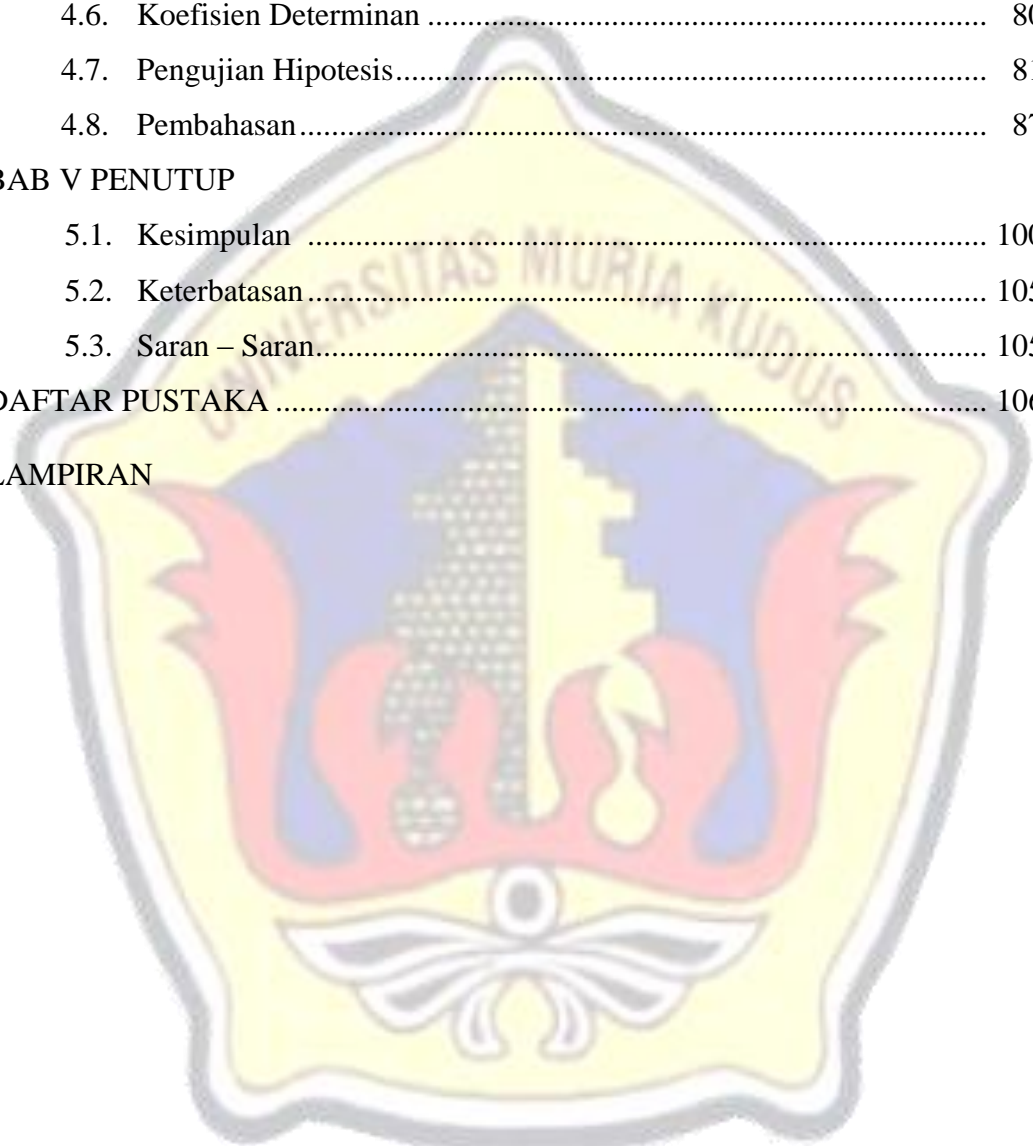 4.6. Koefisien Determinan ........................................................................ 80
4.7. Pengujian Hipotesis............................................................................ 81
4.8. Pembahasan........................................................................................ 87
BAB V PENUTUP
5.1. Kesimpulan ....................................................................................... 100
5.2. Keterbatasan....................................................................................... 105
5.3. Saran – Saran...................................................................................... 105
DAFTAR PUSTAKA ........................................................................................... 106
LAMPIRAN
UNIVERSITAS MURIA KUDUS